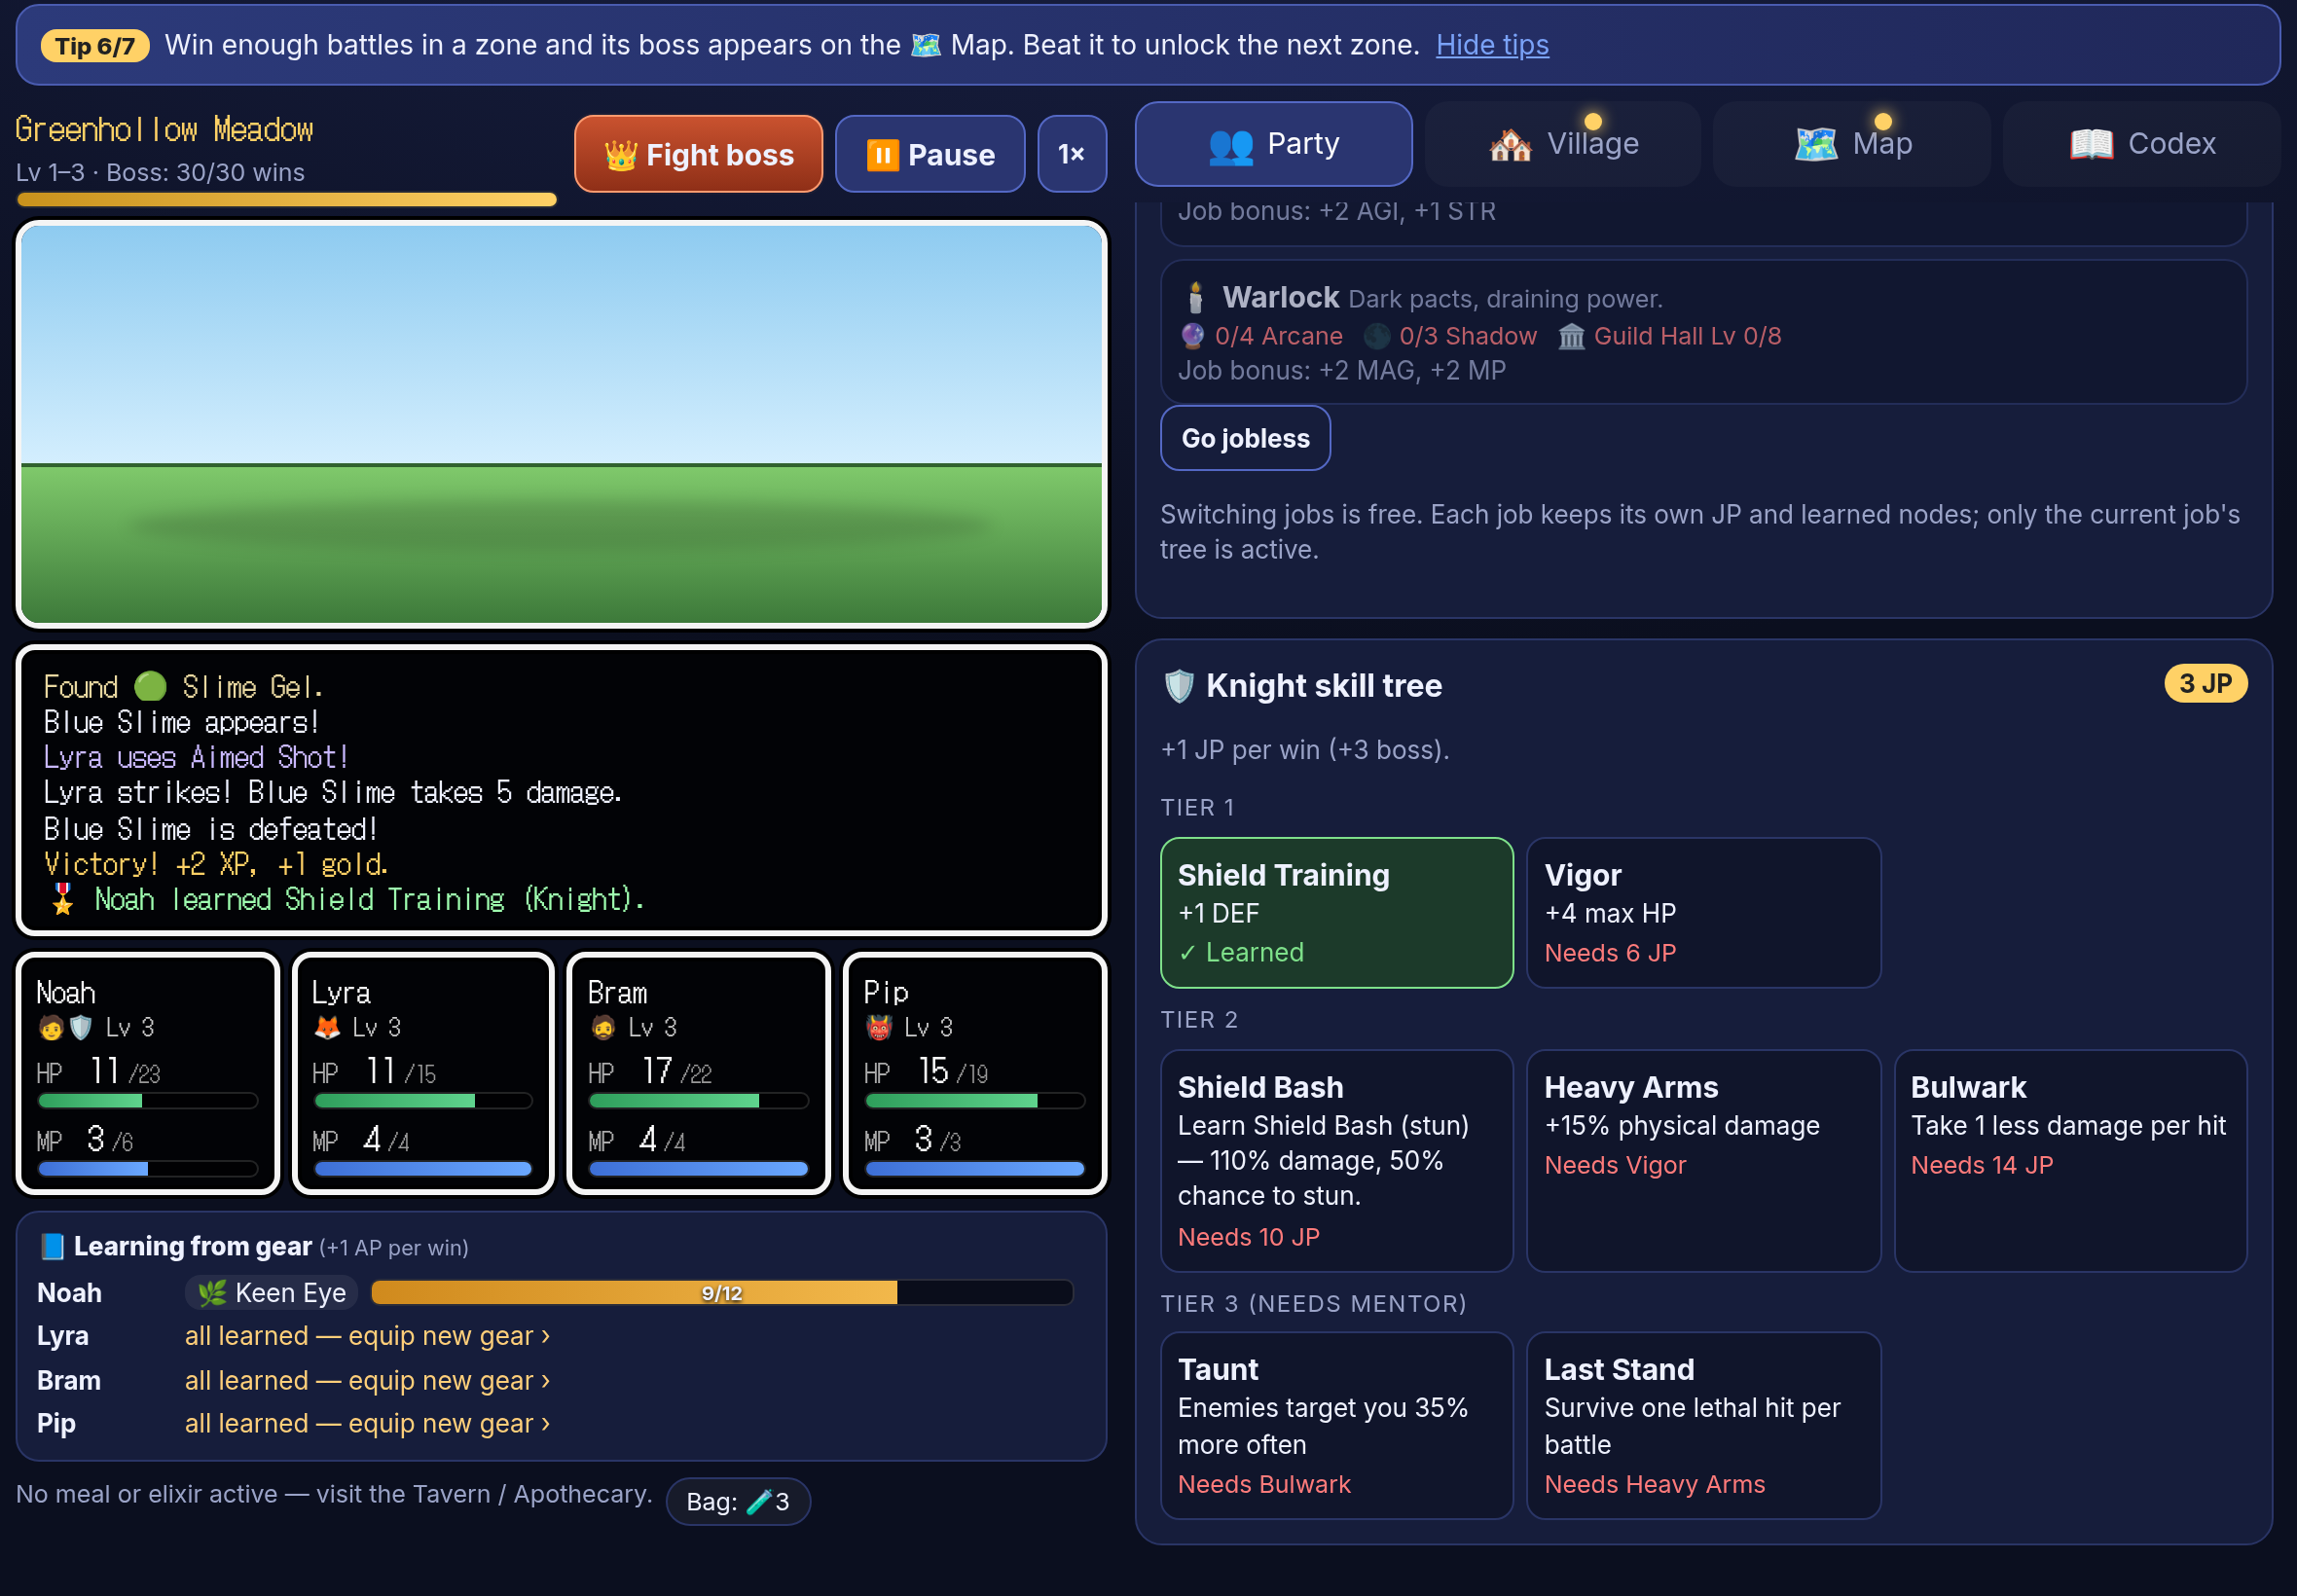 Tip 6/7 Win enough battles in a zone and its boss appears on the 🗺️ Map. Beat it to unlock the next zone. Hide tips
Greenhollow Meadow
Lv 1–3 · Boss: 30/30 wins
👑 Fight boss
⏸️ Pause
1×
👥 Party
🏘️ Village
🗺️ Map
📖 Codex
Found 🟢 Slime Gel.
Blue Slime appears!
Lyra uses Aimed Shot!
Lyra strikes! Blue Slime takes 5 damage.
Blue Slime is defeated!
Victory! +2 XP, +1 gold.
🎖️ Noah learned Shield Training (Knight).
Noah
🧑🛡️ Lv 3
HP 11 /23
MP 3 /6
Lyra
🦊 Lv 3
HP 11 /15
MP 4 /4
Bram
🧔 Lv 3
HP 17 /22
MP 4 /4
Pip
👹 Lv 3
HP 15 /19
MP 3 /3
📘 Learning from gear (+1 AP per win)
Noah 🌿 Keen Eye 9/12
Lyra all learned — equip new gear ›
Bram all learned — equip new gear ›
Pip all learned — equip new gear ›
No meal or elixir active — visit the Tavern / Apothecary. Bag: 🧪3
Job bonus: +2 AGI, +1 STR
🕯️ Warlock Dark pacts, draining power.
🔮 0/4 Arcane 🌑 0/3 Shadow 🏛️ Guild Hall Lv 0/8
Job bonus: +2 MAG, +2 MP
Go jobless
Switching jobs is free. Each job keeps its own JP and learned nodes; only the current job's
tree is active.
🛡️ Knight skill tree 3 JP
+1 JP per win (+3 boss).
TIER 1
Shield Training
+1 DEF
✓ Learned
Vigor
+4 max HP
Needs 6 JP
TIER 2
Shield Bash
Learn Shield Bash (stun)
— 110% damage, 50%
chance to stun.
Needs 10 JP
Heavy Arms
+15% physical damage
Needs Vigor
Bulwark
Take 1 less damage per hit
Needs 14 JP
TIER 3 (NEEDS MENTOR)
Taunt
Enemies target you 35%
more often
Needs Bulwark
Last Stand
Survive one lethal hit per
battle
Needs Heavy Arms